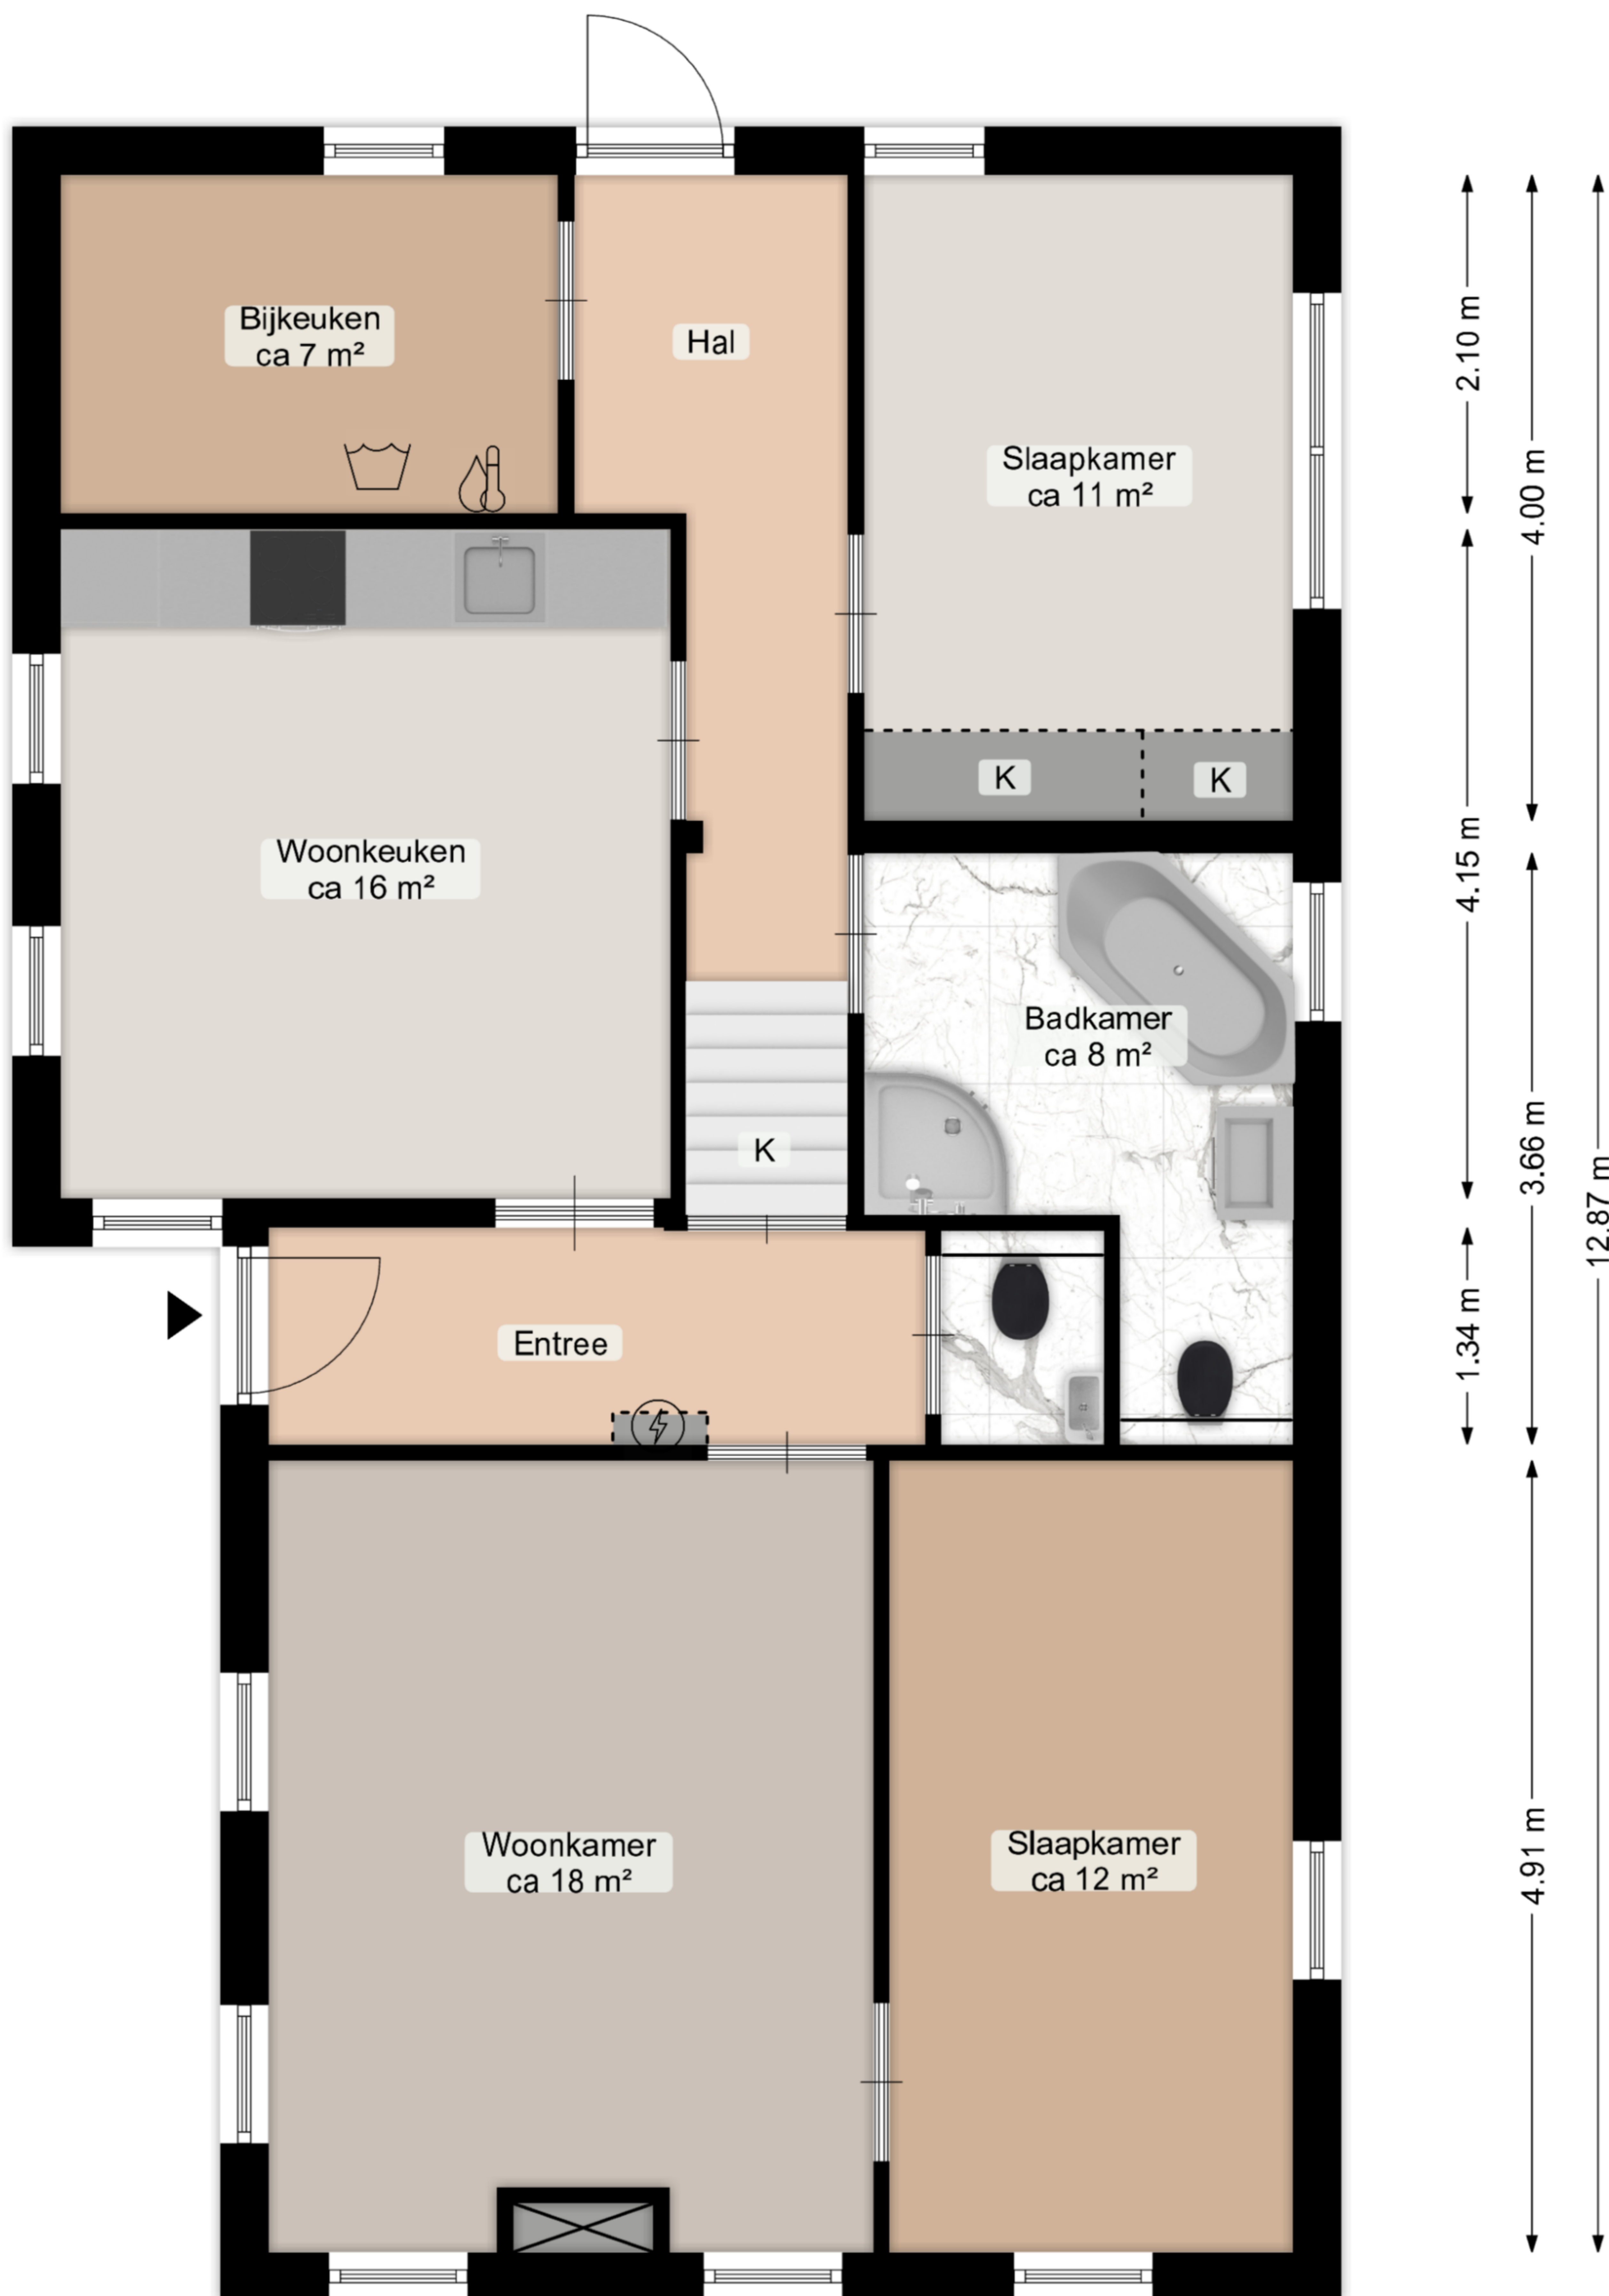 Bijkeuken
ca 7 m²
Hal
Slaapkamer
ca 11 m²
K
K
Woonkeuken
ca 16 m²
Badkamer
ca 8 m²
K
Entree
Woonkamer
ca 18 m²
Slaapkamer
ca 12 m²
2.10 m
4.00 m
4.15 m
3.66 m
12.87 m
1.34 m
4.91 m